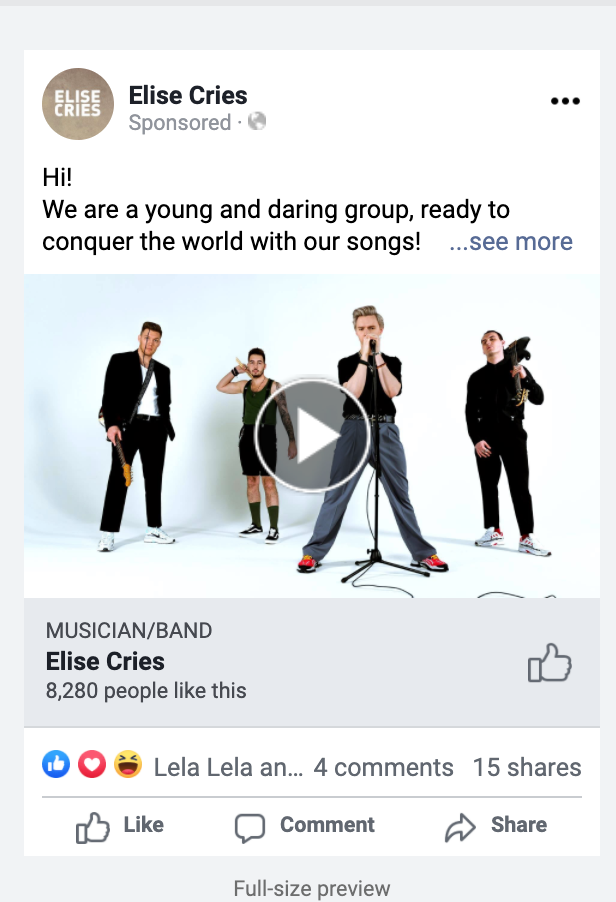 ELISE
CRIES
Elise Cries
Sponsored ·
Hi!
We are a young and daring group, ready to
conquer the world with our songs! ...see more
MUSICIAN/BAND
Elise Cries
8,280 people like this
Lela Lela an... 4 comments 15 shares
Like Comment Share
Full-size preview